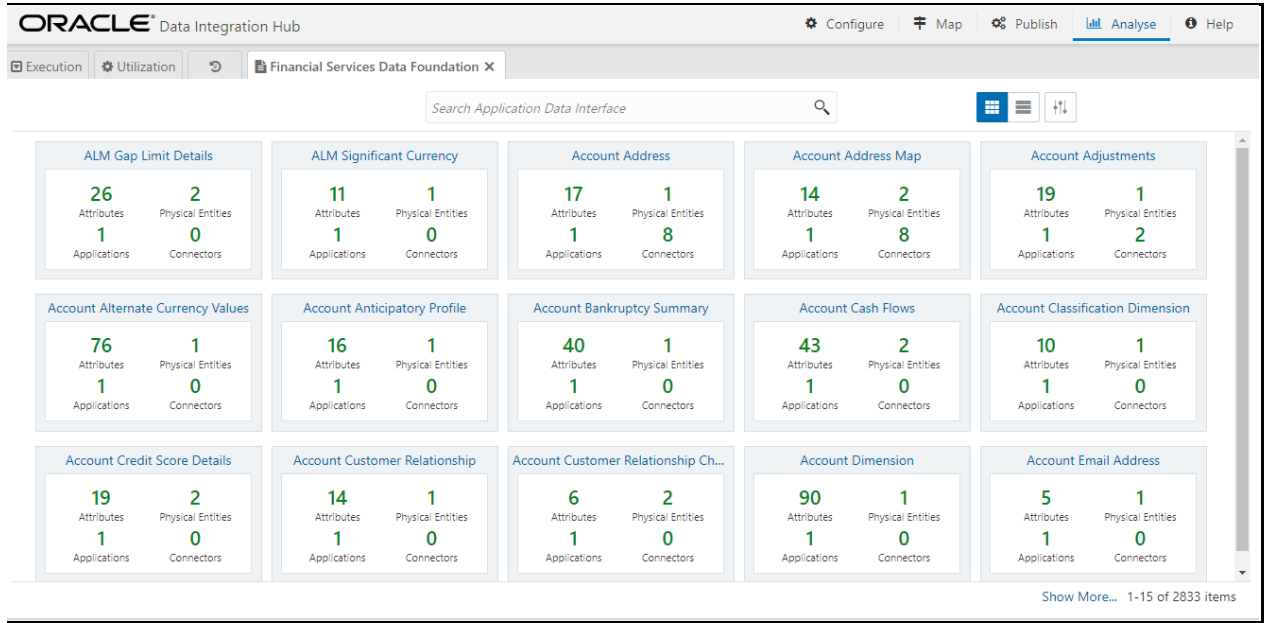 ORACLE® Data Integration Hub
Configure Map Publish Analyse Help
Execution Utilization Financial Services Data Foundation X
Search Application Data Interface
ALM Gap Limit Details ALM Significant Currency Account Address Account Address Map Account Adjustments
26 2 11 1 17 1 14 2 19 1
Attributes Physical Entities Attributes Physical Entities Attributes Physical Entities Attributes Physical Entities Attributes Physical Entities
1 0 1 0 1 8 1 8 1 2
Applications Connectors Applications Connectors Applications Connectors Applications Connectors Applications Connectors
Account Alternate Currency Values Account Anticipatory Profile Account Bankruptcy Summary Account Cash Flows Account Classification Dimension
76 1 16 1 40 1 43 2 10 1
Attributes Physical Entities Attributes Physical Entities Attributes Physical Entities Attributes Physical Entities Attributes Physical Entities
1 0 1 0 1 0 1 0 1 0
Applications Connectors Applications Connectors Applications Connectors Applications Connectors Applications Connectors
Account Credit Score Details Account Customer Relationship Account Customer Relationship Ch... Account Dimension Account Email Address
19 2 14 1 6 2 90 1 5 1
Attributes Physical Entities Attributes Physical Entities Attributes Physical Entities Attributes Physical Entities Attributes Physical Entities
1 0 1 0 1 0 1 0 1 0
Applications Connectors Applications Connectors Applications Connectors Applications Connectors Applications Connectors
Show More... 1-15 of 2833 items